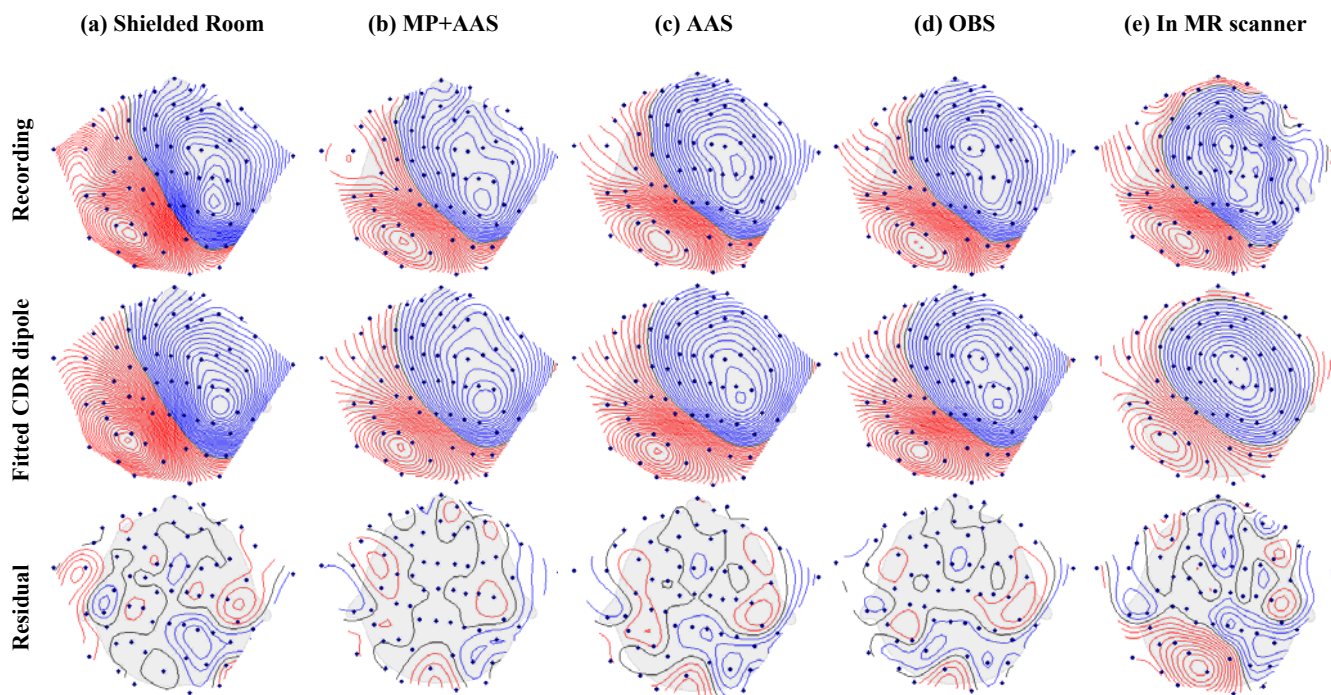 (a) Shielded Room (b) MP+AAS (c) AAS (d) OBS (e) In MR scanner
Recording
Fitted CDR dipole
Residual